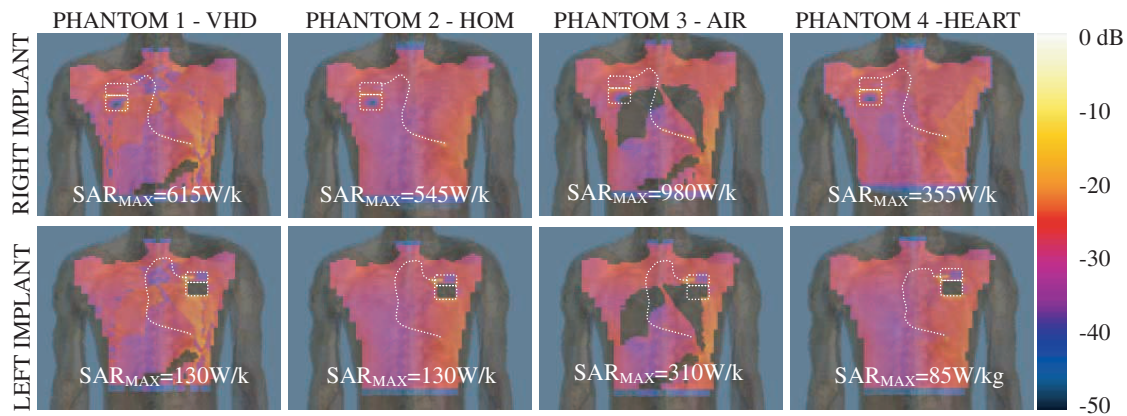 PHANTOM 1 - VHD PHANTOM 2 - HOM PHANTOM 3 - AIR PHANTOM 4 -HEART
RIGHT IMPLANT
SARMAX=615W/k SARMAX=545W/k SARMAX=980W/k SARMAX=355W/k
LEFT IMPLANT
SARMAX=130W/k SARMAX=130W/k SARMAX=310W/k SARMAX=85W/kg
0 dB
-10
-20
-30
-40
-50